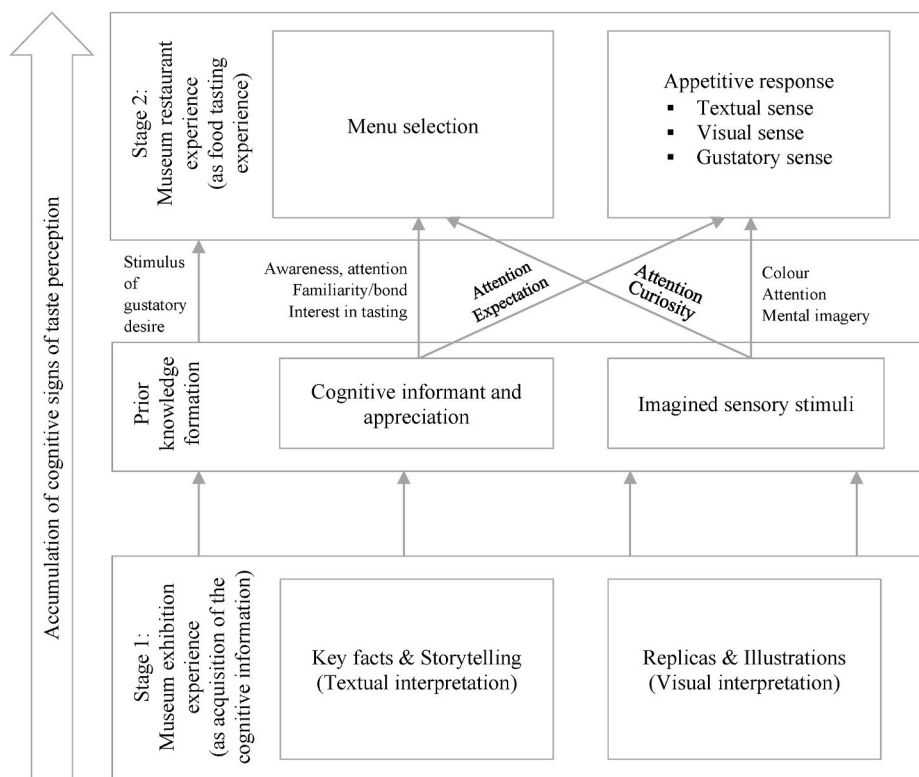 Accumulation of cognitive signs of taste perception
Stage 2:
Museum restaurant
experience
(as food tasting
experience)
Menu selection
Appetitive response
▪ Textual sense
▪ Visual sense
▪ Gustatory sense
Stimulus
of
gustatory
desire
Awareness, attention
Familiarity/bond
Interest in tasting
Attention
Expectation
Attention
Curiosity
Colour
Attention
Mental imagery
Prior
knowledge
formation
Cognitive informant and
appreciation
Imagined sensory stimuli
Stage 1:
Museum exhibition
experience
(as acquisition of the
cognitive information)
Key facts & Storytelling
(Textual interpretation)
Replicas & Illustrations
(Visual interpretation)